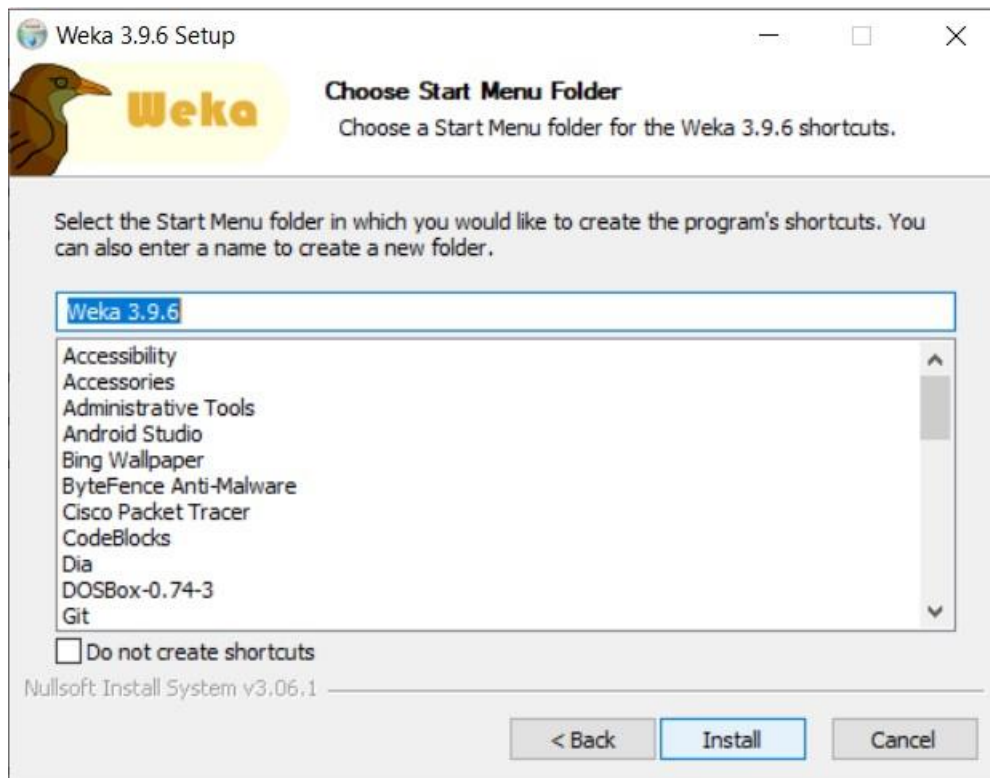 Weka 3.9.6 Setup
Weka
Choose Start Menu Folder
Choose a Start Menu folder for the Weka 3.9.6 shortcuts.
Select the Start Menu folder in which you would like to create the program's shortcuts. You
can also enter a name to create a new folder.
Weka 3.9.6
Accessibility
Accessories
Administrative Tools
Android Studio
Bing Wallpaper
ByteFence Anti-Malware
Cisco Packet Tracer
CodeBlocks
Dia
DOSBox-0.74-3
Git
Do not create shortcuts
Nullsoft Install System v3.06.1
< Back Install Cancel